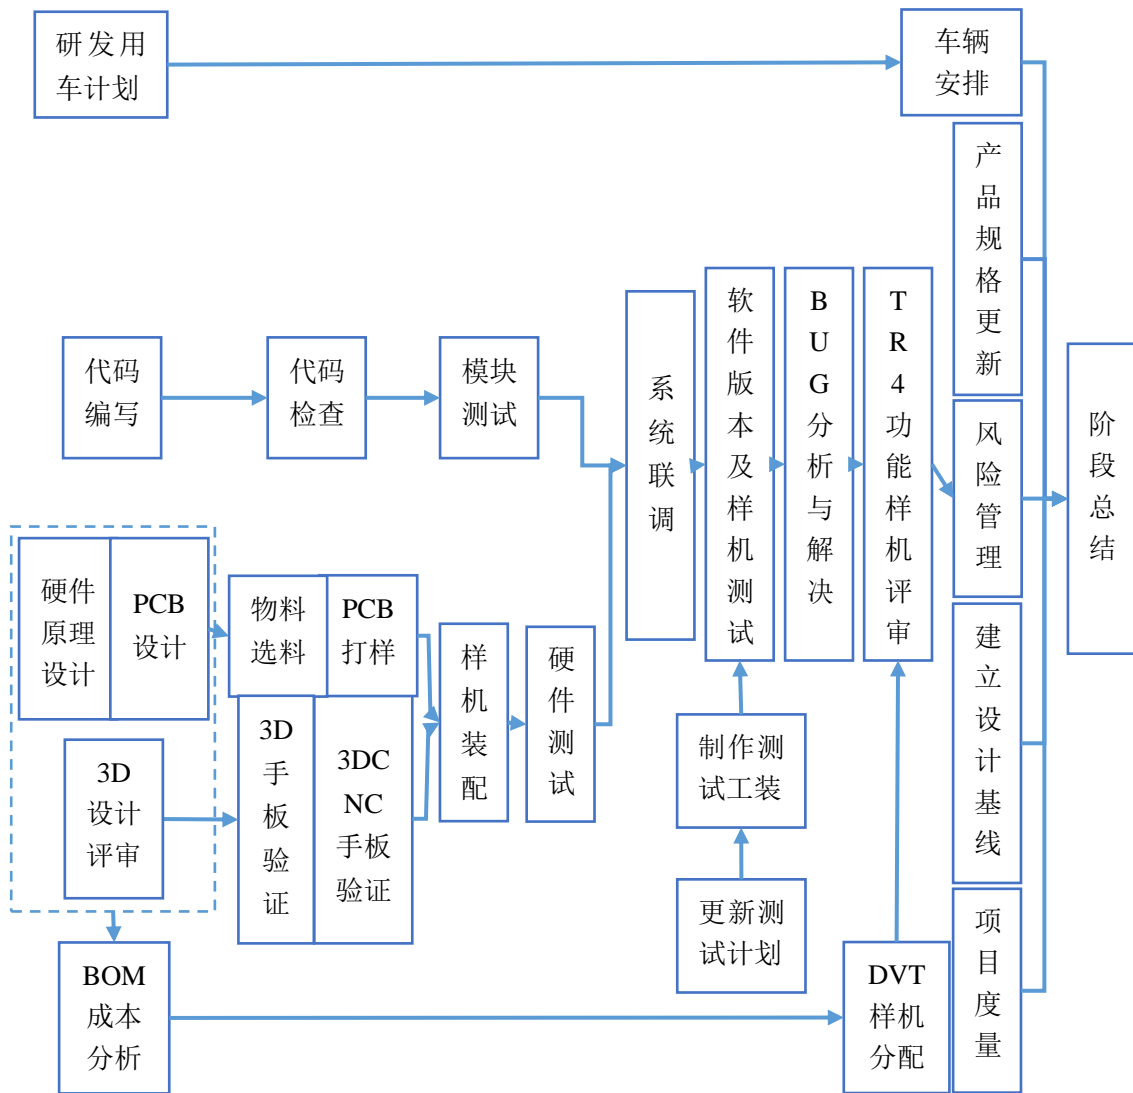 研发用
车计划
车辆
安排
产
品
规
格
更
新
代码
编写
代码
检查
模块
测试
系
统
联
调
软
件
版
本
及
样
机
测
试
B
U
G
分
析
与
解
决
T
R
4
功
能
样
机
评
审
风
险
管
理
阶
段
总
结
硬件
原理
设计
PCB
设计
物料
选料
PCB
打样
3D
设计
评审
3D
手
板
验
证
3DC
NC
手板
验证
样
机
装
配
硬
件
测
试
制作测
试工装
更新测
试计划
建
立
设
计
基
线
BOM
成本
分析
DVT
样机
分配
项
目
度
量